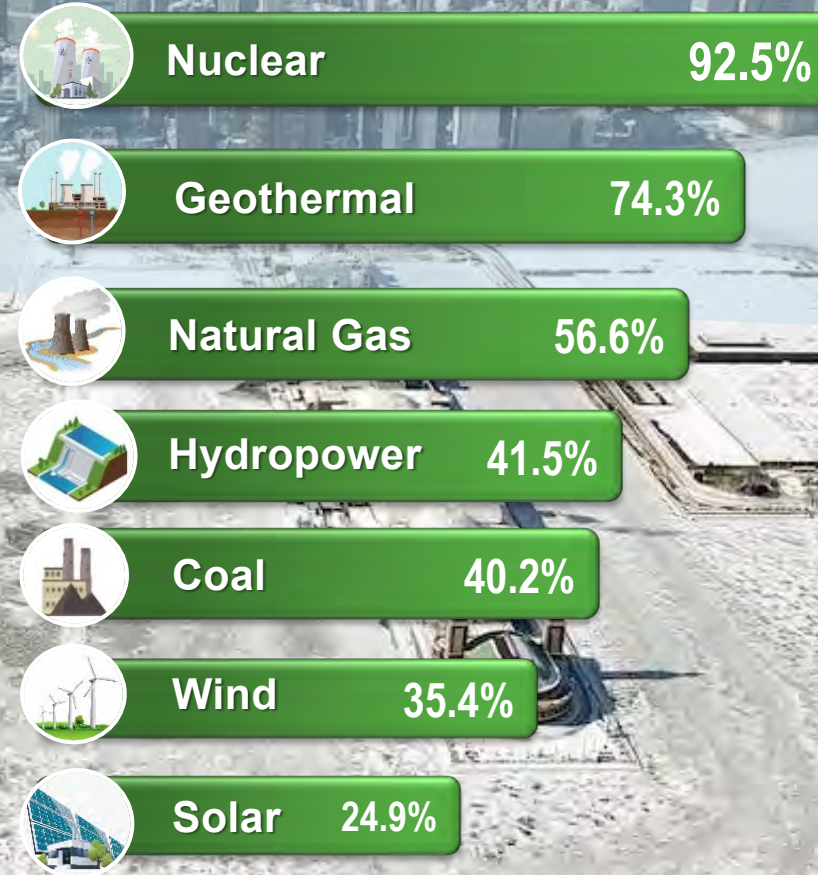 Nuclear 92.5%
Geothermal 74.3%
Natural Gas 56.6%
Hydropower 41.5%
Coal 40.2%
Wind 35.4%
Solar 24.9%